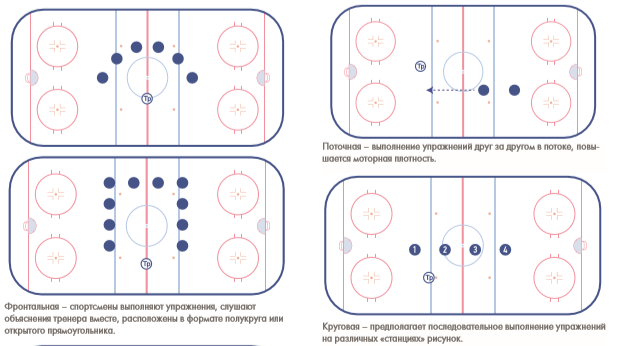 Тр
Тр
Фронтальная – спортсмены выполняют упражнения, слушают
объяснения тренера вместе, расположены в формате полукруга или
открытого прямоугольника.
Тр
Поточная – выполнение упражнений друг за другом в потоке, повы-
шается моторная плотность.
1 2 3 4
Тр
Круговая – предполагает последовательное выполнение упражнений
на различных «станциях» рисунок.